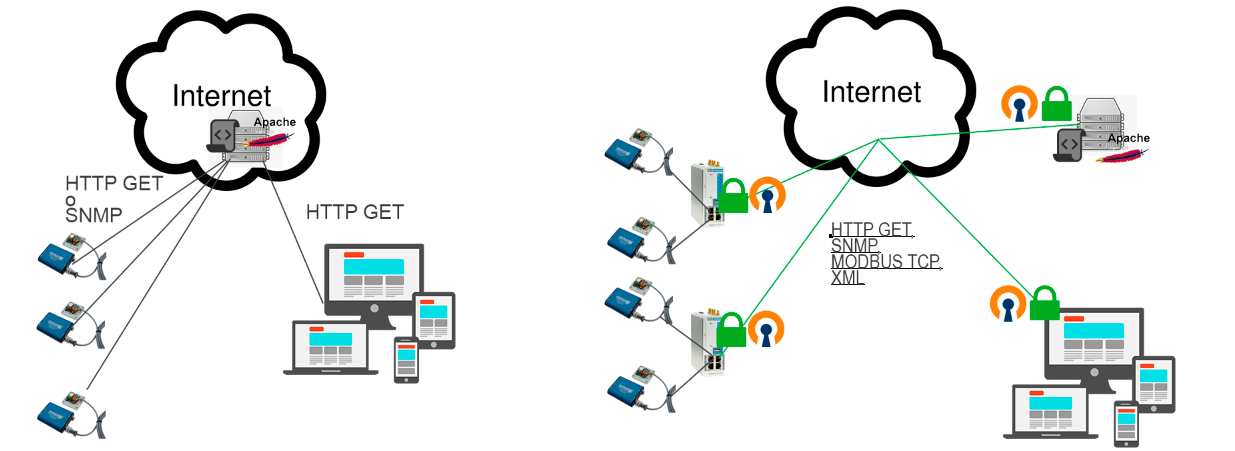 Internet
Apache
HTTP GET
o
SNMP
HTTP GET
Internet
Apache
HTTP GET,
SNMP,
MODBUS TCP,
XML